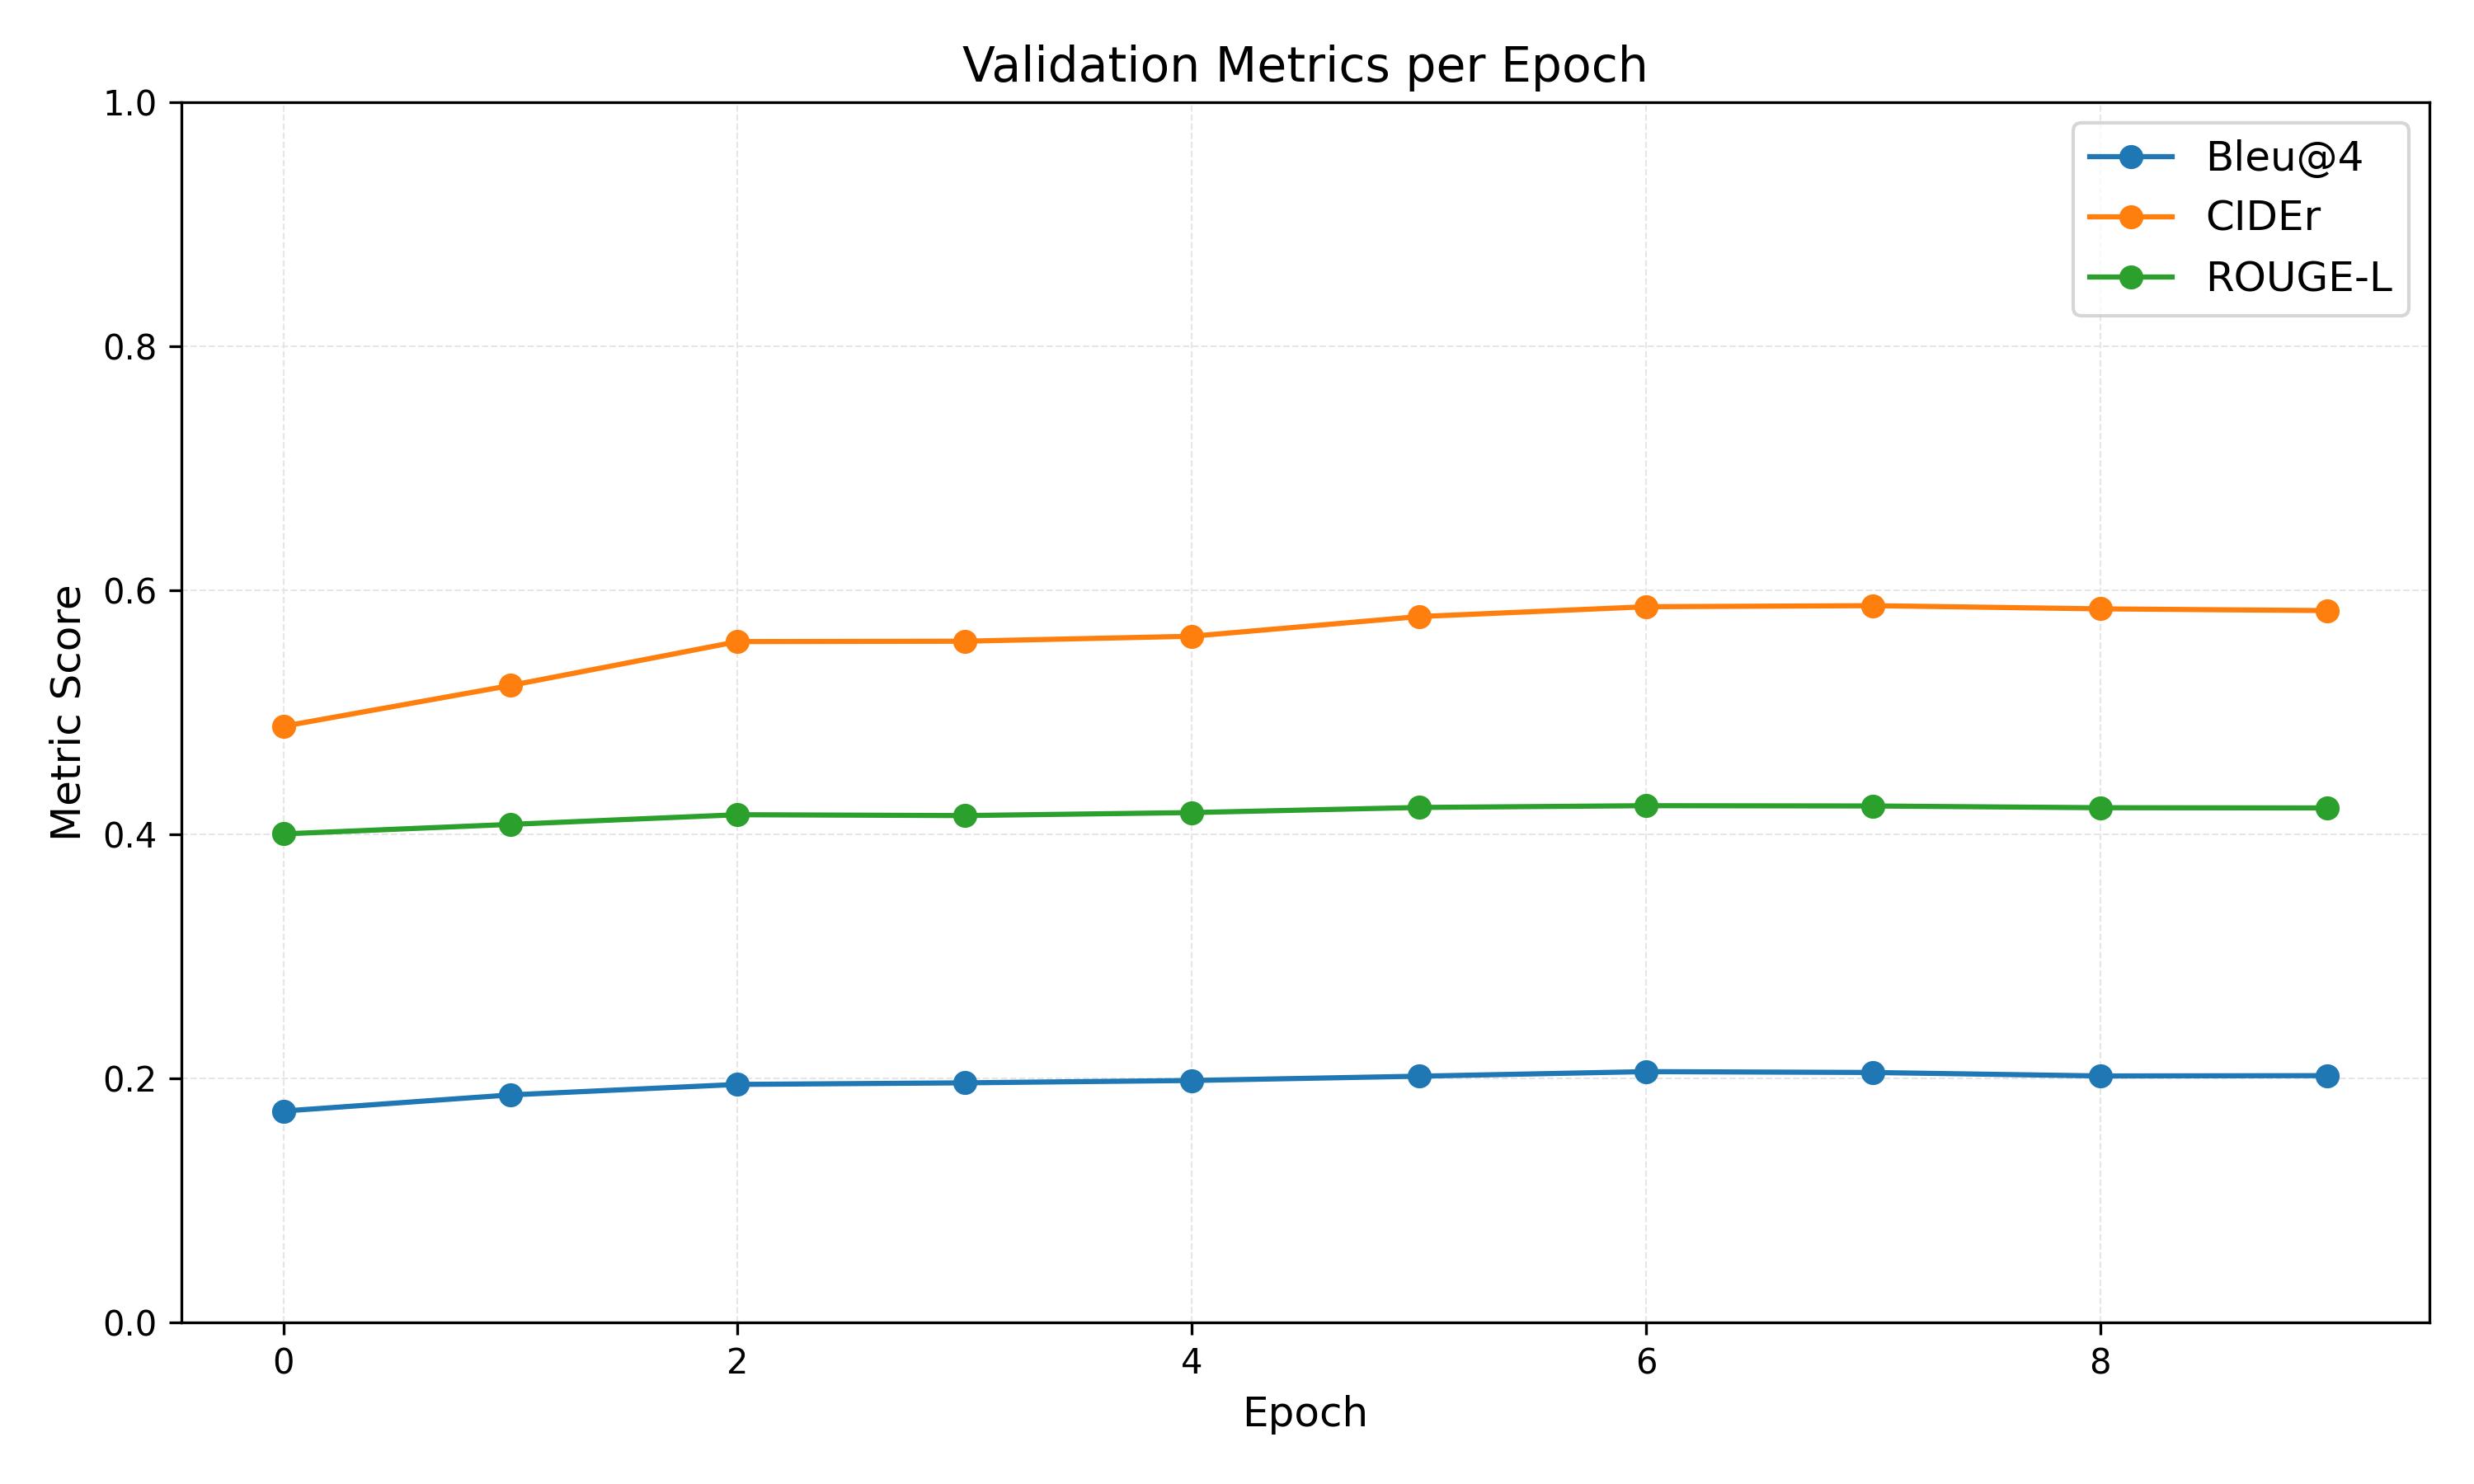 Validation Metrics per Epoch
1.0
0.8
0.6
0.4
0.2
0.0
Metric Score
Bleu@4
CIDEr
ROUGE-L
0 2 4 6 8
Epoch